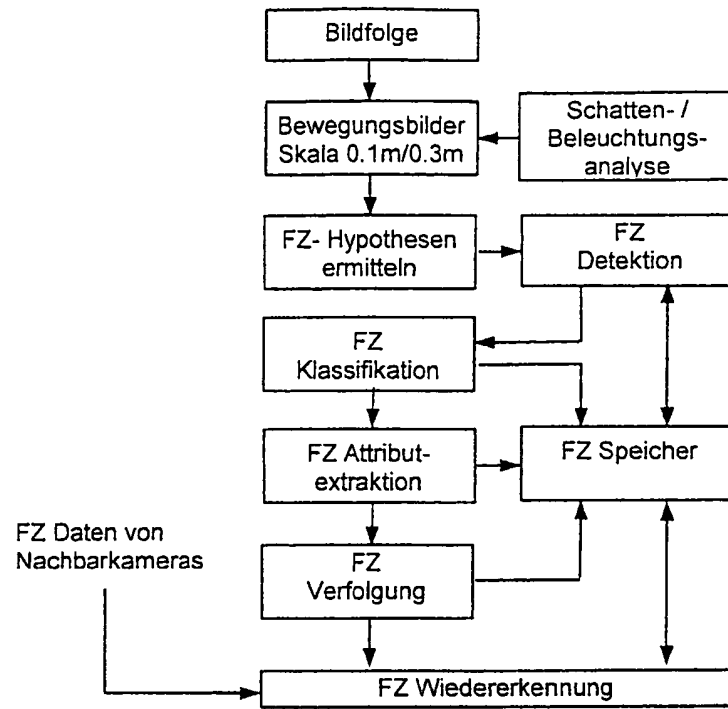 Bildfolge
Bewegungsbilder
Skala 0.1m/0.3m
Schatten- /
Beleuchtungs-
analyse
FZ- Hypothesen
ermitteln
FZ
Detektion
FZ
Klassifikation
FZ Attribut-
extraktion
FZ Speicher
FZ Daten von
Nachbarkameras
FZ
Verfolgung
FZ Wiedererkennung